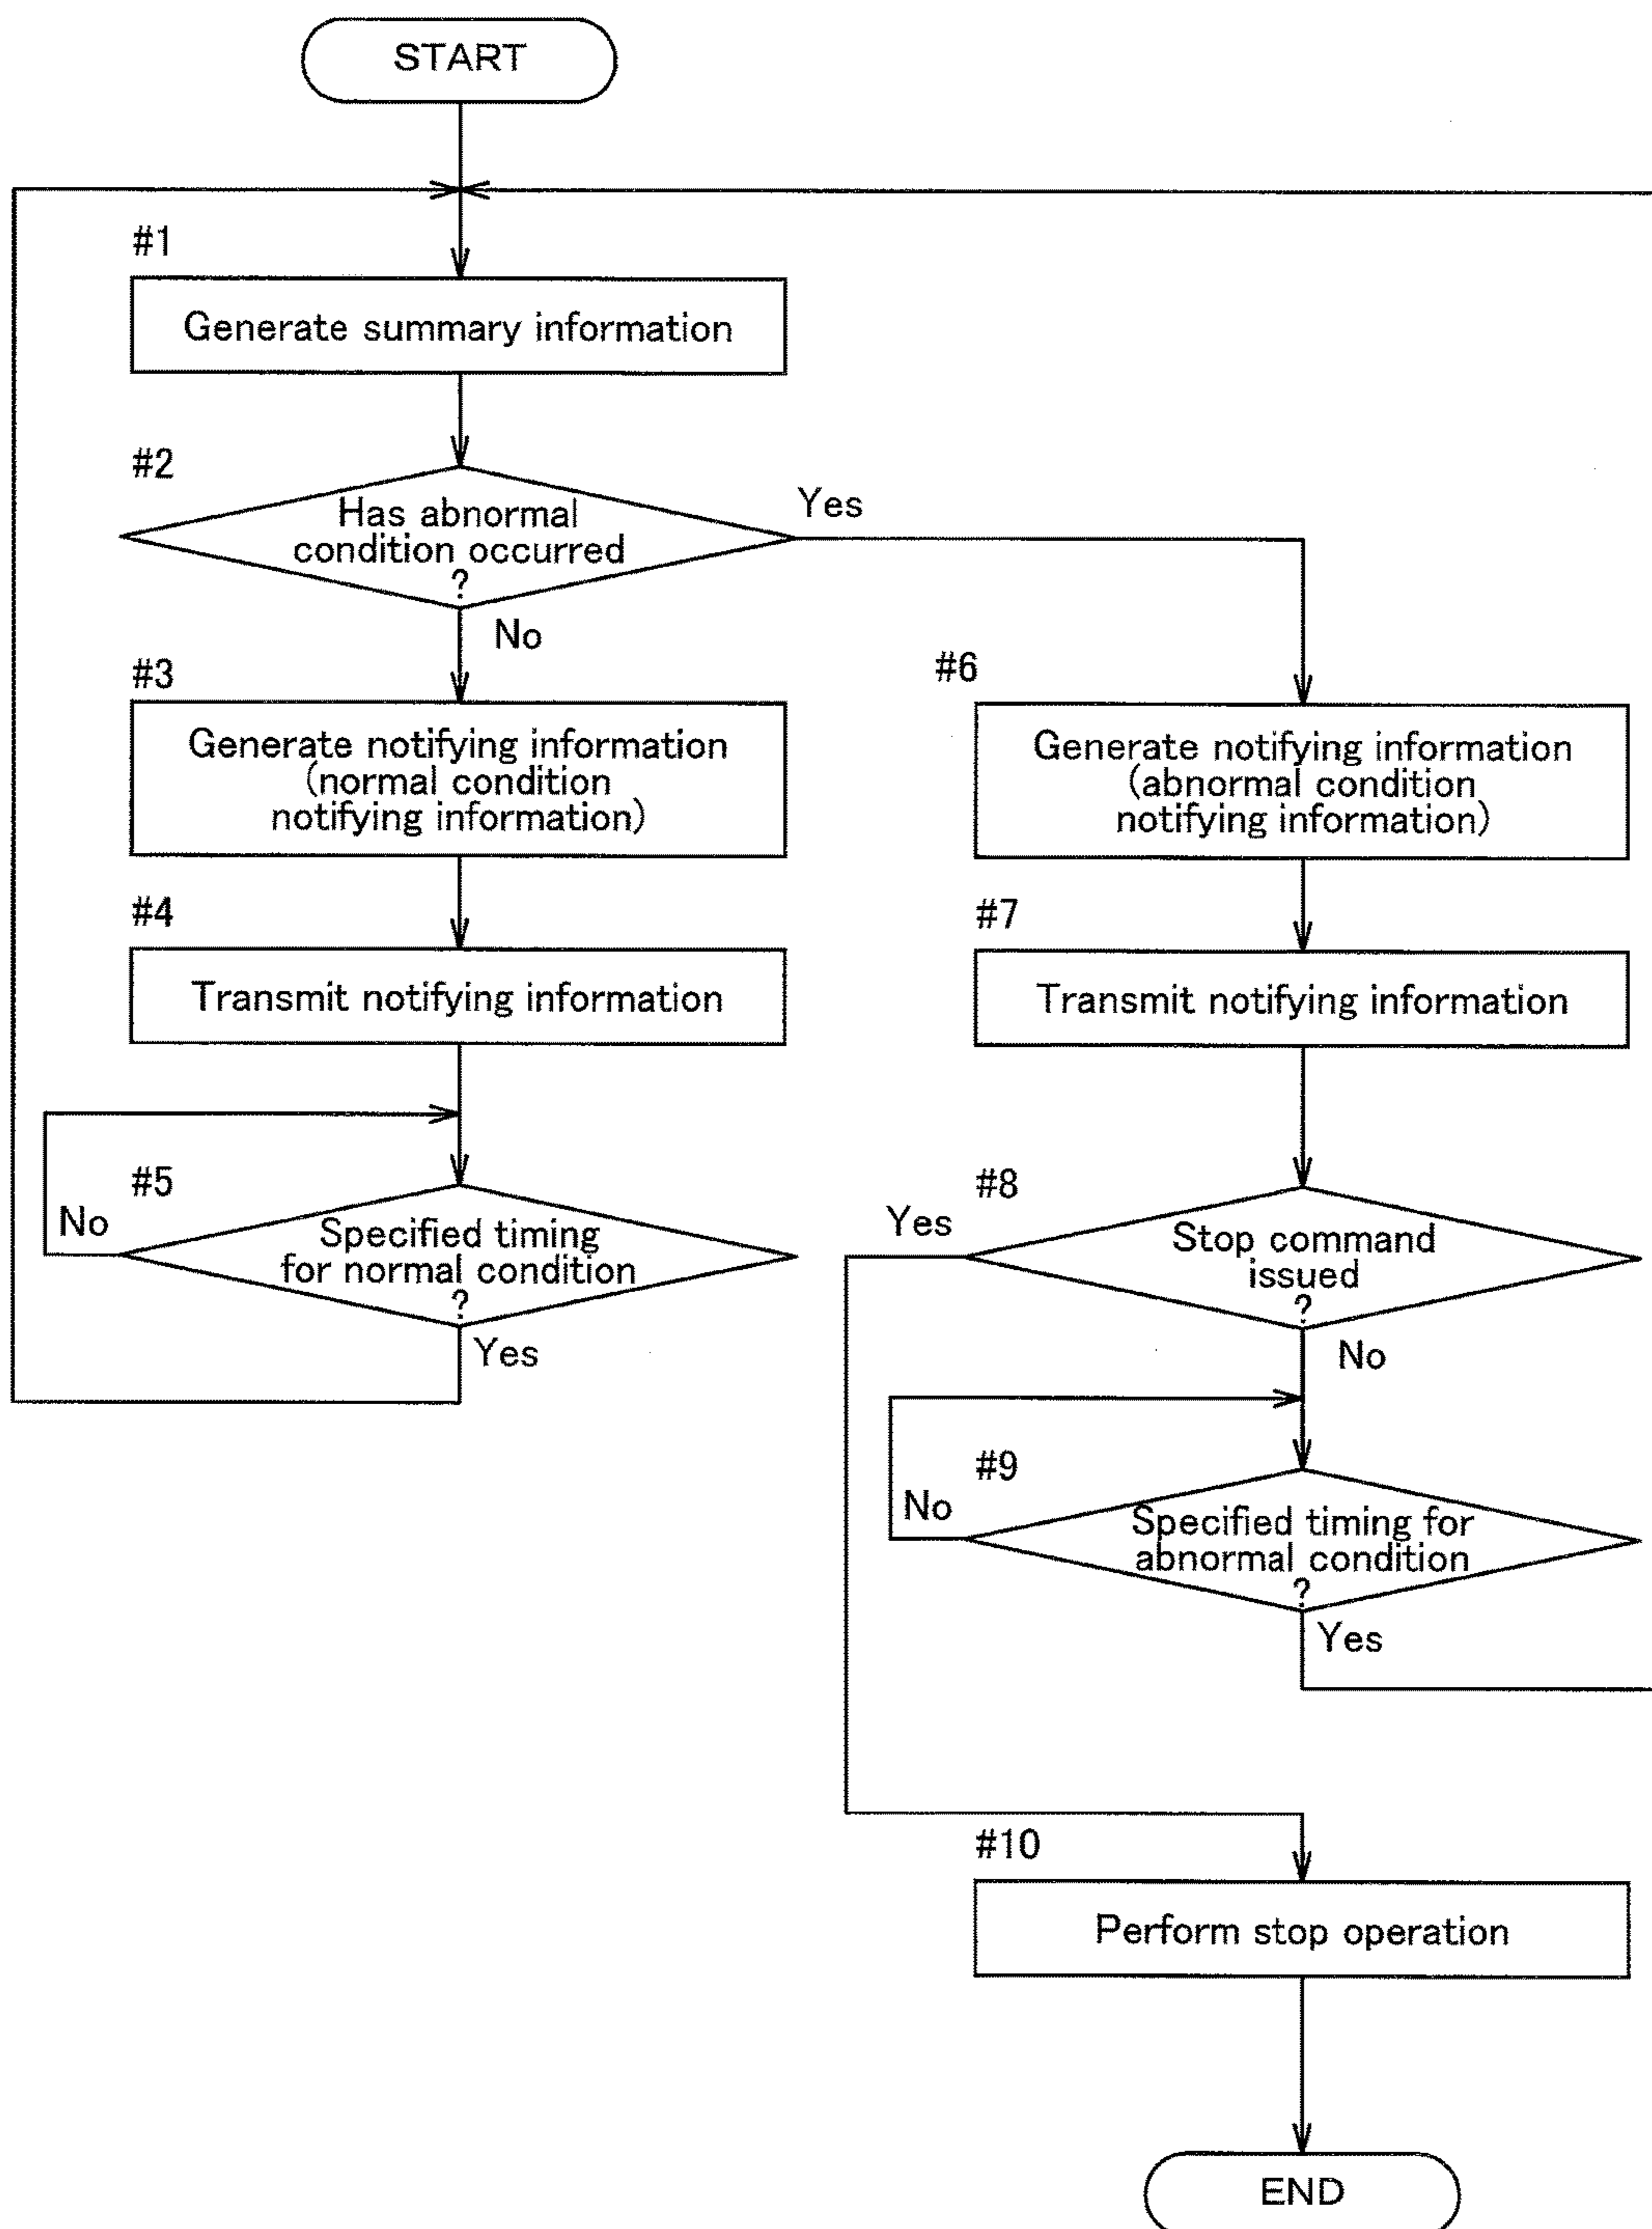 START
#1
Generate summary information
#2
Has abnormal
condition occurred
?
Yes
No
#3
Generate notifying information
(normal condition
notifying information)
#4
Transmit notifying information
#5
No
Specified timing
for normal condition
?
Yes
#6
Generate notifying information
(abnormal condition
notifying information)
#7
Transmit notifying information
#8
Yes
Stop command
issued
?
No
#9
No
Specified timing for
abnormal condition
?
Yes
#10
Perform stop operation
END